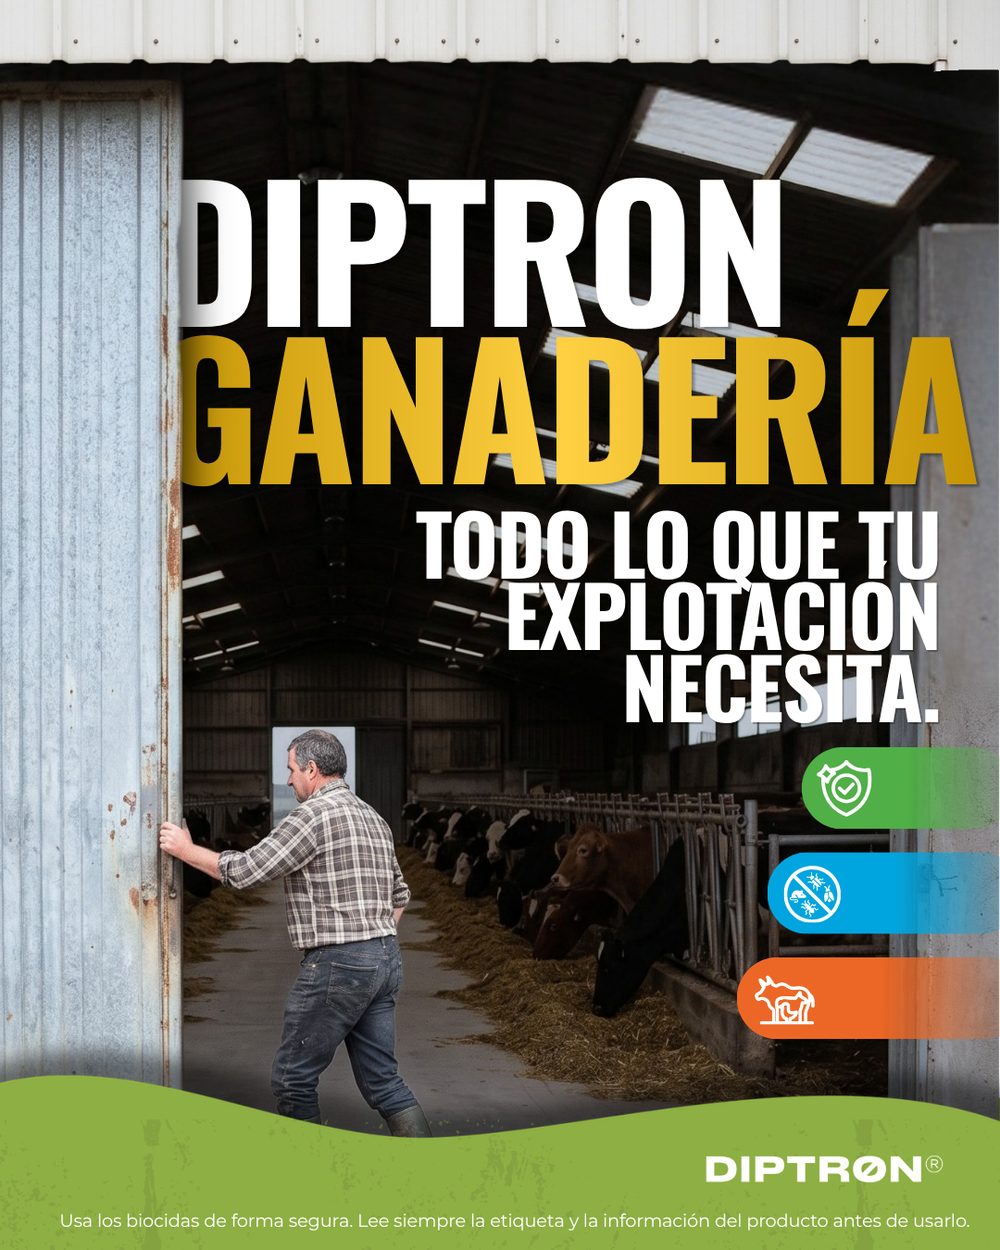 DIPTRON
GANADERÍA
TODO LO QUE TU
EXPLOTACIÓN
NECESITA.
DIPTRØN®
Usa los biocidas de forma segura. Lee siempre la etiqueta y la información del producto antes de usarlo.